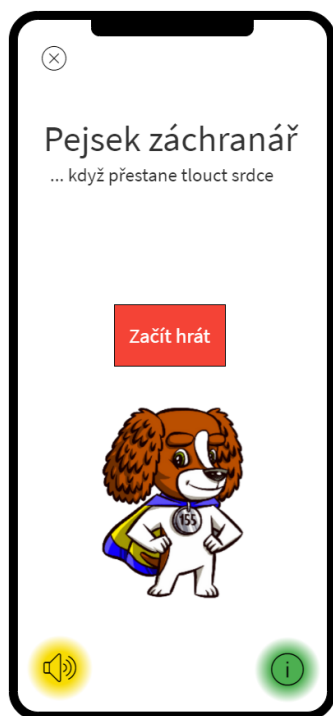 Pejsek záchranář
... když přestane tlouct srdce
Začít hrát
155
i